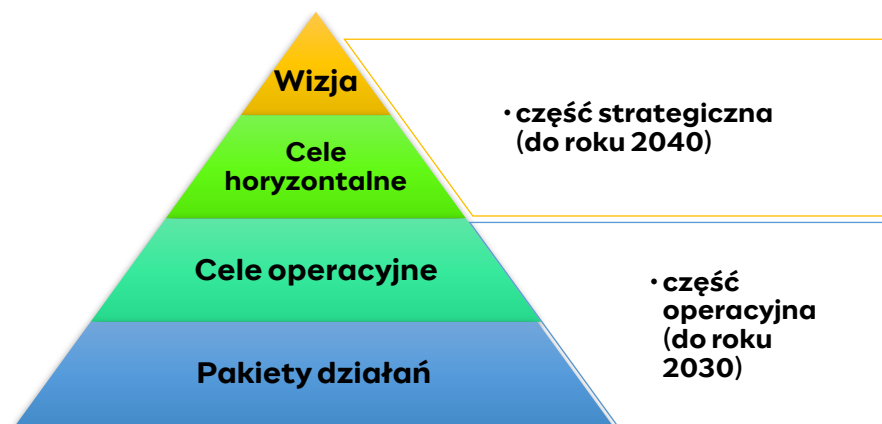 Wizja
Cele
horyzontalne
Cele operacyjne
Pakiety działań
• część strategiczna
(do roku 2040)
• część
operacyjna
(do roku
2030)